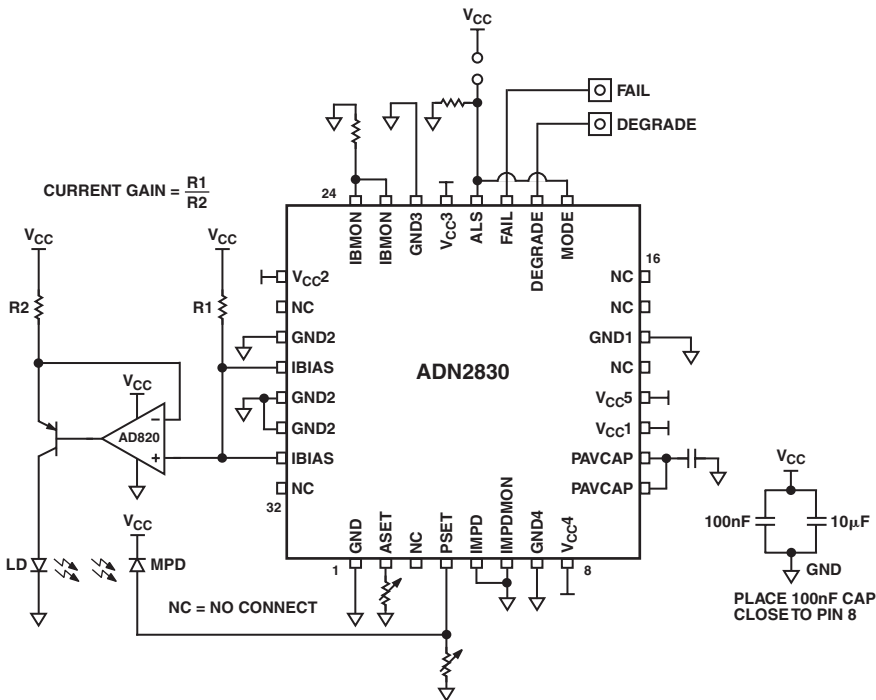 VCC
FAIL
DEGRADE
CURRENT GAIN = R1
R2
24
IBMON
IBMON
GND3
VCC3
ALS
FAIL
DEGRADE
MODE
VCC
VCC
R2
R1
VCC2
NC
GND2
IBIAS
GND2
GND2
IBIAS
NC
32
16
NC
NC
GND1
NC
VCC5
VCC1
PAVCAP
PAVCAP
ADN2830
VCC
AD820
−
+
VCC
LD
MPD
1
GND
ASET
NC
PSET
IMPD
IMPDMON
GND4
VCC4
8
NC = NO CONNECT
VCC
100nF
10µF
GND
PLACE 100nF CAP
CLOSE TO PIN 8